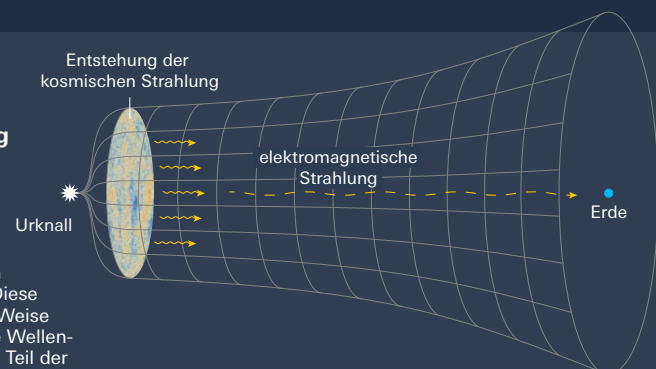 Entstehung der
kosmischen Strahlung
g
elektromagnetische
Strahlung
Urknall
Erde
Diese
Weise
Wellen-
Teil der